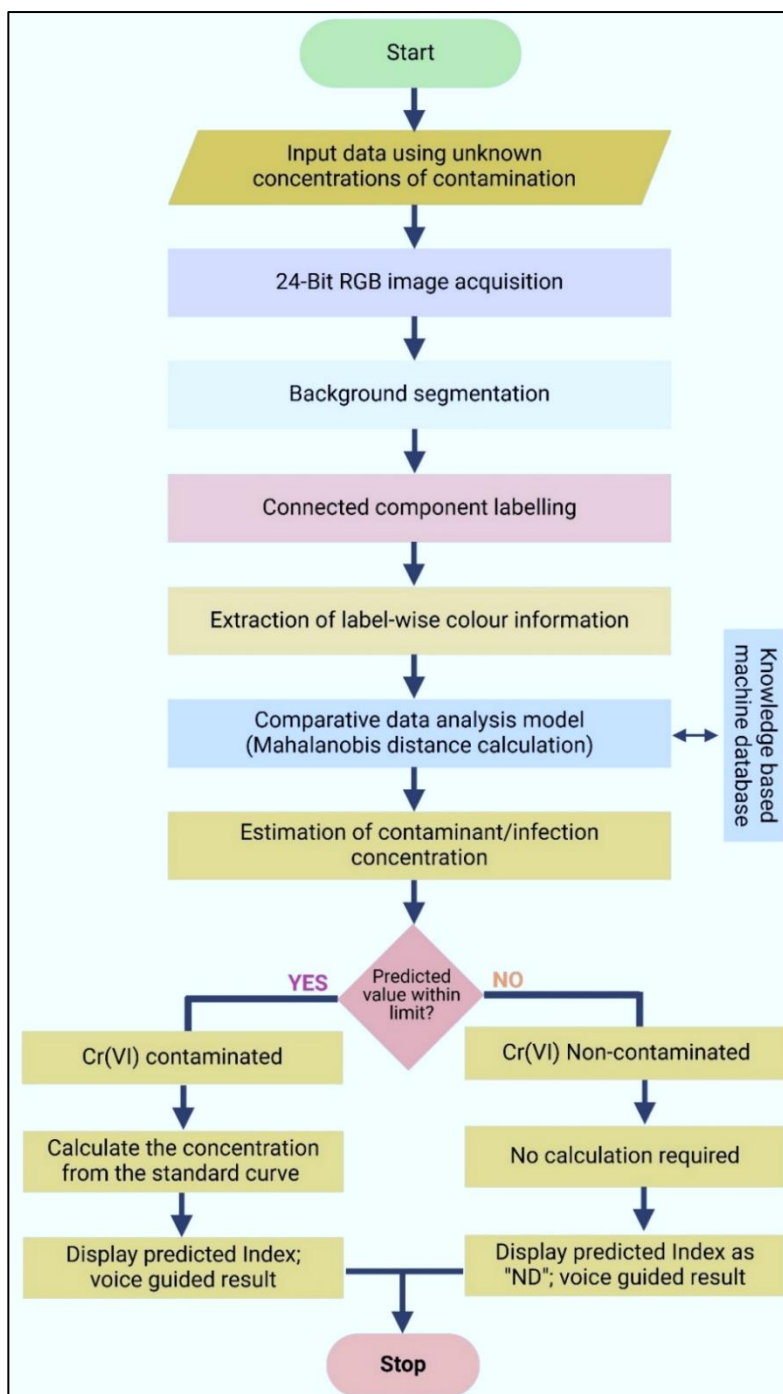 Start
Input data using unknown
concentrations of contamination
24-Bit RGB image acquisition
Background segmentation
Connected component labelling
Extraction of label-wise colour information
Comparative data analysis model
(Mahalanobis distance calculation)
Knowledge based
machine database
Estimation of contaminant/infection
concentration
Predicted
value within
limit?
YES
NO
Cr(VI) contaminated
Cr(VI) Non-contaminated
Calculate the concentration
from the standard curve
No calculation required
Display predicted Index;
voice guided result
Display predicted Index as
"ND"; voice guided result
Stop